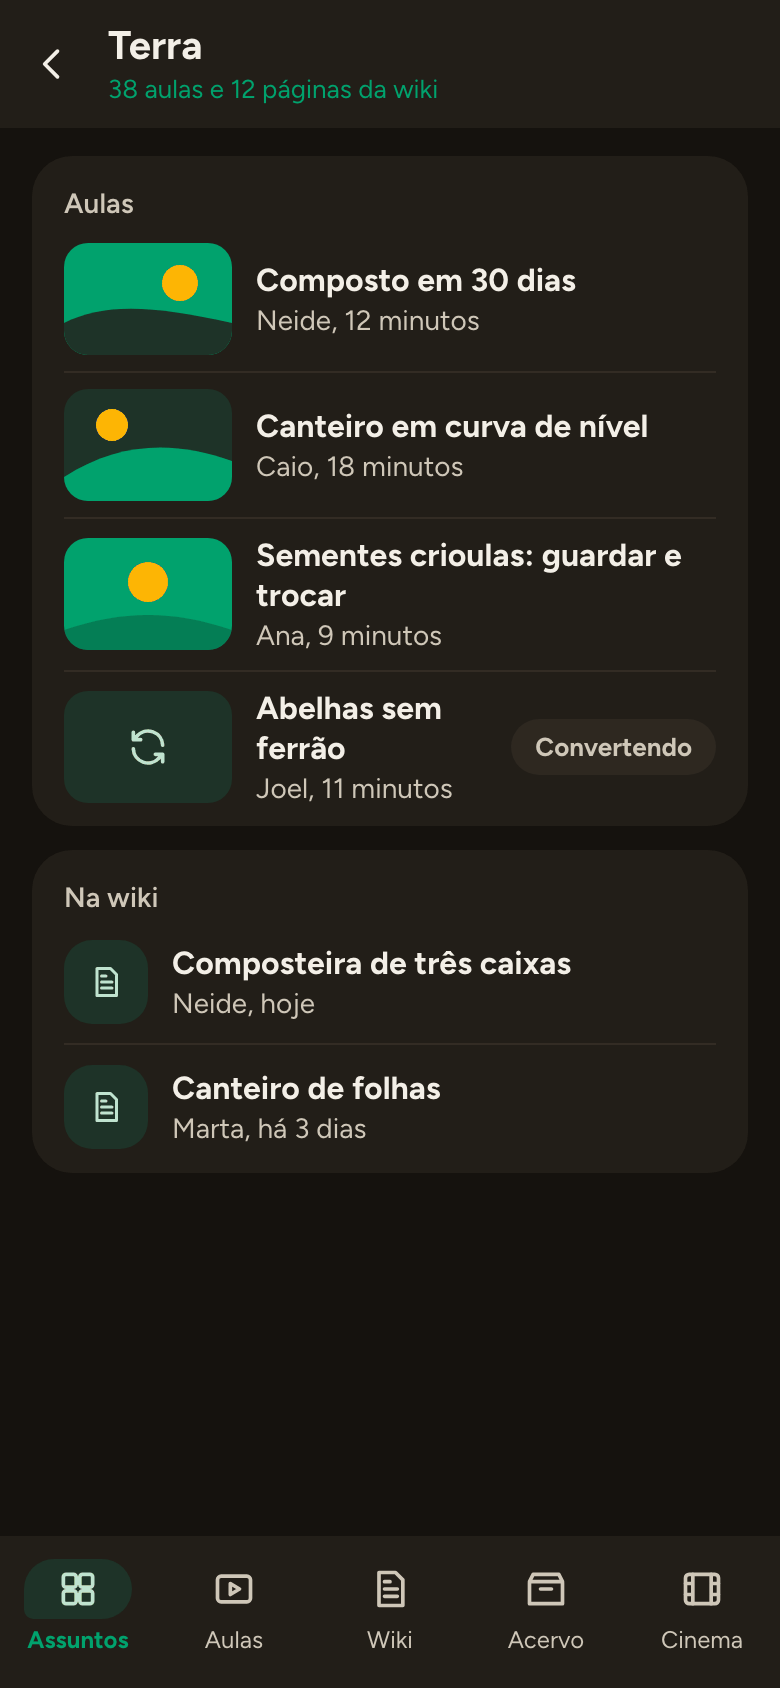 Terra
38 aulas e 12 páginas da wiki
Aulas
Composto em 30 dias
Neide, 12 minutos
Canteiro em curva de nível
Caio, 18 minutos
Sementes crioulas: guardar e
trocar
Ana, 9 minutos
Abelhas sem
ferrão
Joel, 11 minutos
Convertendo
Na wiki
Composteira de três caixas
Neide, hoje
Canteiro de folhas
Marta, há 3 dias
Assuntos
Aulas
Wiki
Acervo
Cinema